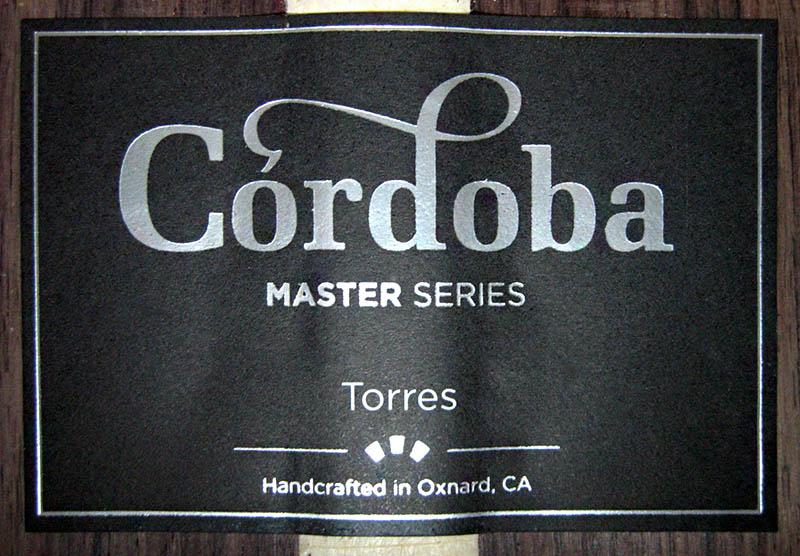 Córdoba
MASTER SERIES
Torres
Handcrafted in Oxnard, CA